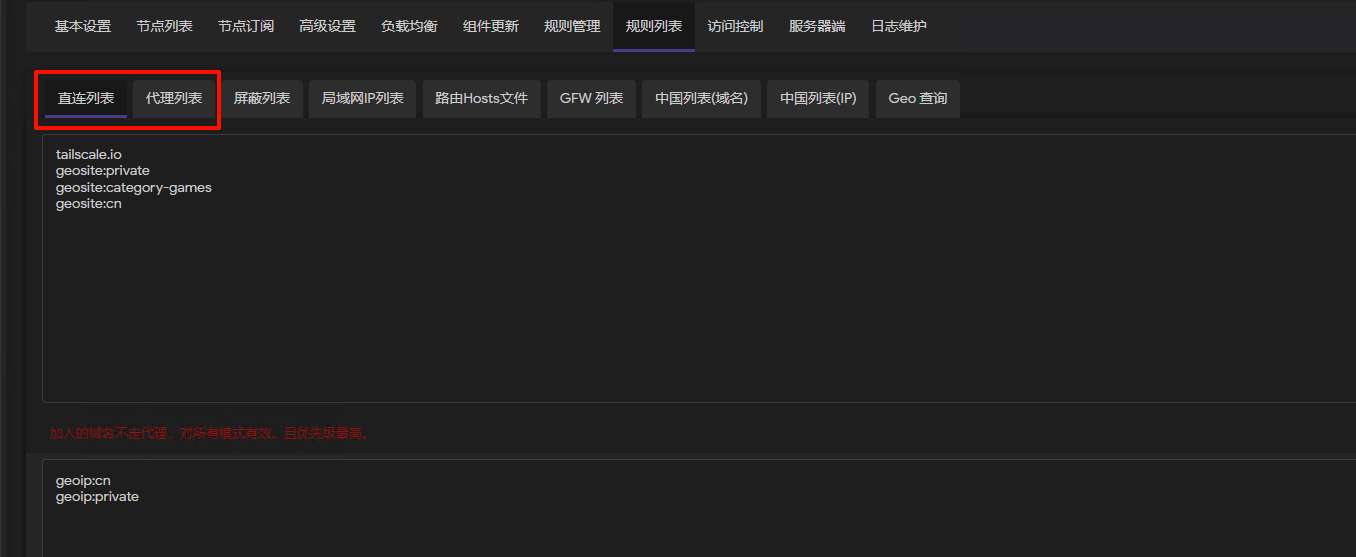 基本设置 节点列表 节点订阅 高级设置 负载均衡 组件更新 规则管理 规则列表 访问控制 服务器端 日志维护
直连列表 代理列表 屏蔽列表 局域网IP列表 路由Hosts文件 GFW 列表 中国列表(域名) 中国列表(IP) Geo 查询
tailscale.io
geosite:private
geosite:category-games
geosite:cn
加入的域名不走代理，对所有模式有效。且优先级最高。
geoip:cn
geoip:private